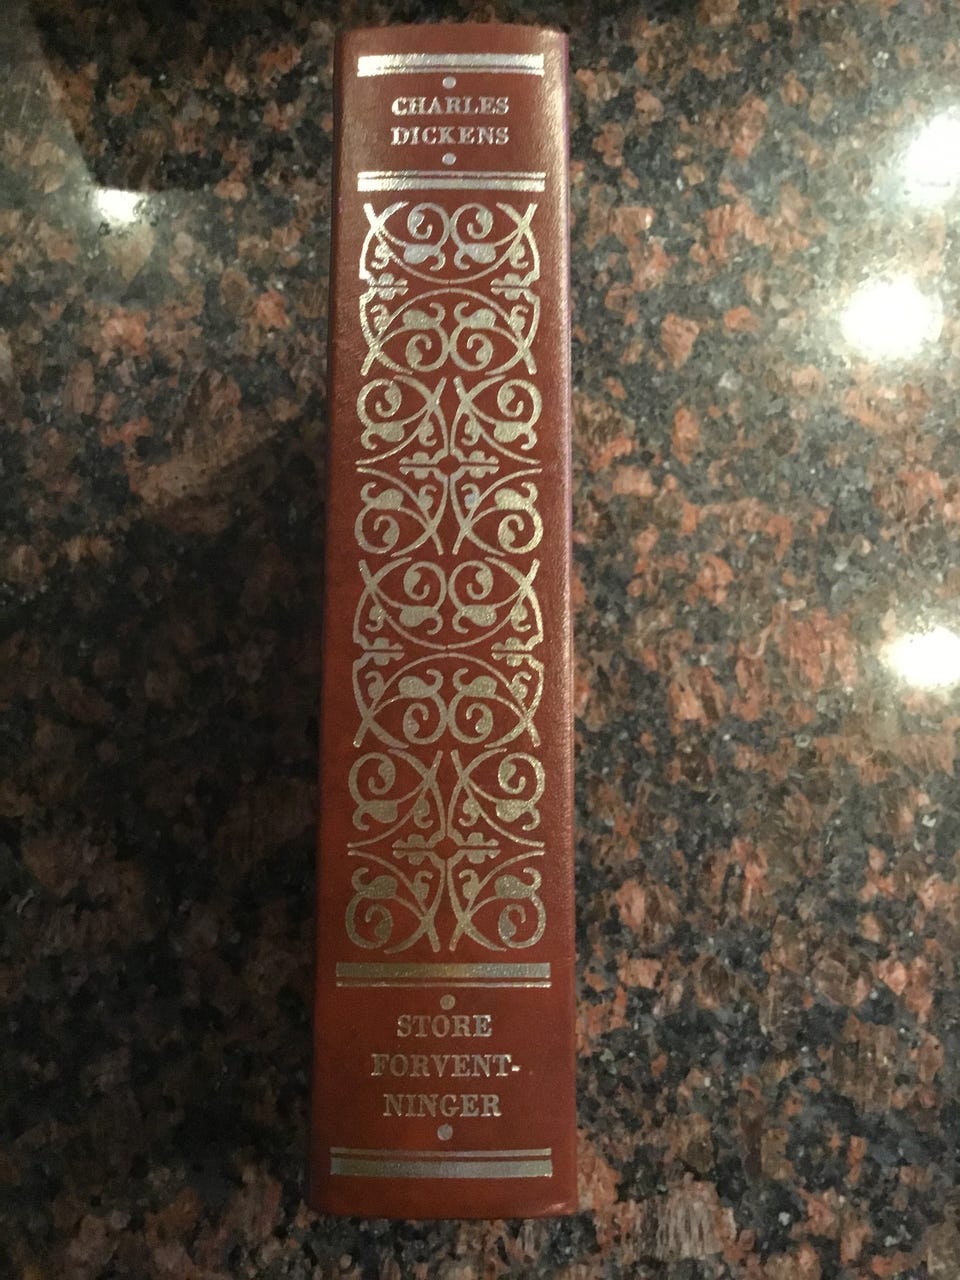 CHARLES
DICKENS
STORE
FORVENT-
NINGER